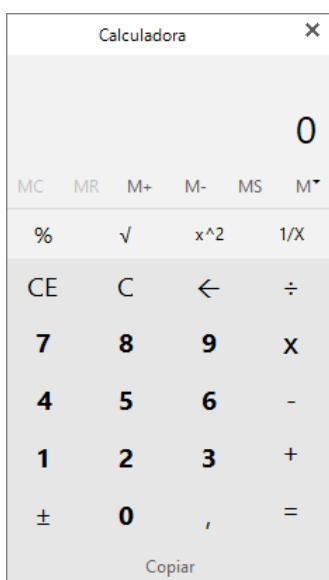 Calculadora ×
0
MC MR M+ M- MS M▾
% √ x^2 1/X
CE C ← ÷
7 8 9 x
4 5 6 -
1 2 3 +
± 0 , =
Copiar